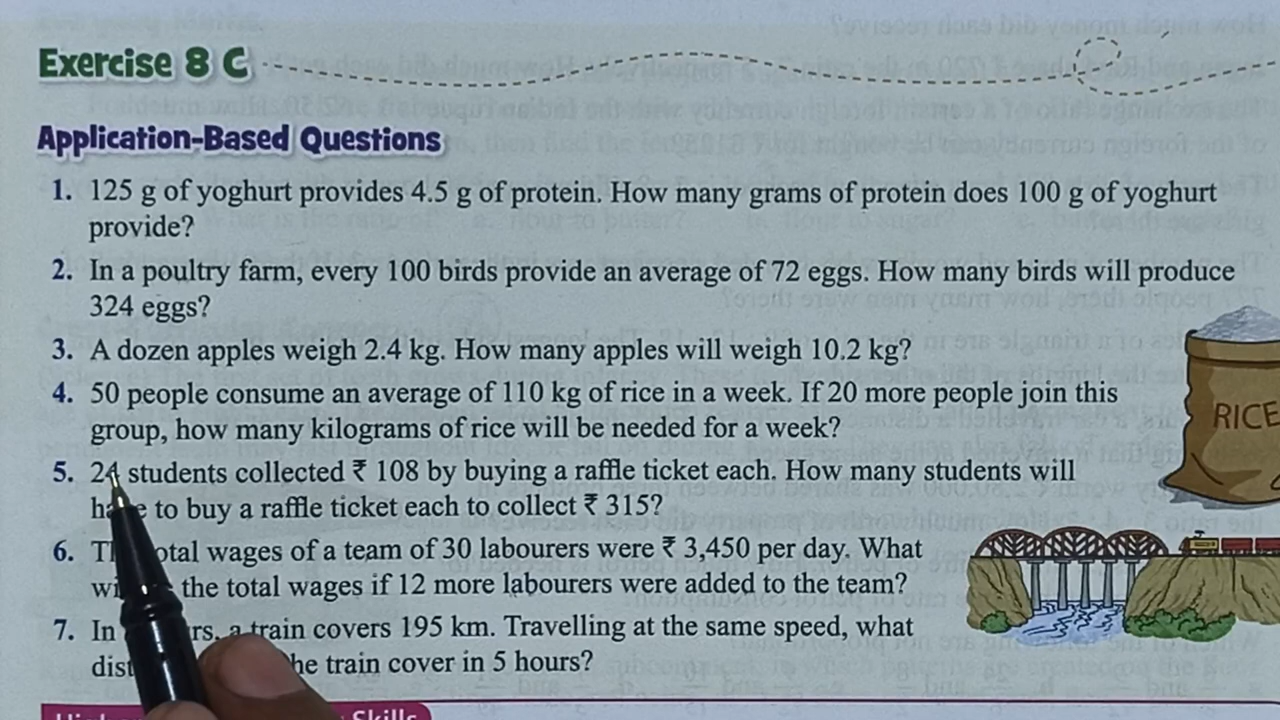 Exercise 8 C
Application-Based Questions
1. 125 g of yoghurt provides 4.5 g of protein. How many grams of protein does 100 g of yoghurt
provide?
2. In a poultry farm, every 100 birds provide an average of 72 eggs. How many birds will produce
324 eggs?
3. A dozen apples weigh 2.4 kg. How many apples will weigh 10.2 kg?
4. 50 people consume an average of 110 kg of rice in a week. If 20 more people join this
group, how many kilograms of rice will be needed for a week?
RICE
5. 24 students collected ₹ 108 by buying a raffle ticket each. How many students will
to buy a raffle ticket each to collect ₹ 315?
6. wages of a team of 30 labourers were ₹ 3,450 per day. What
the total wages if 12 more labourers were added to the team?
7. In a train covers 195 km. Travelling at the same speed, what
train cover in 5 hours?
Skills